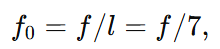 f₀ = f/l = f/7,